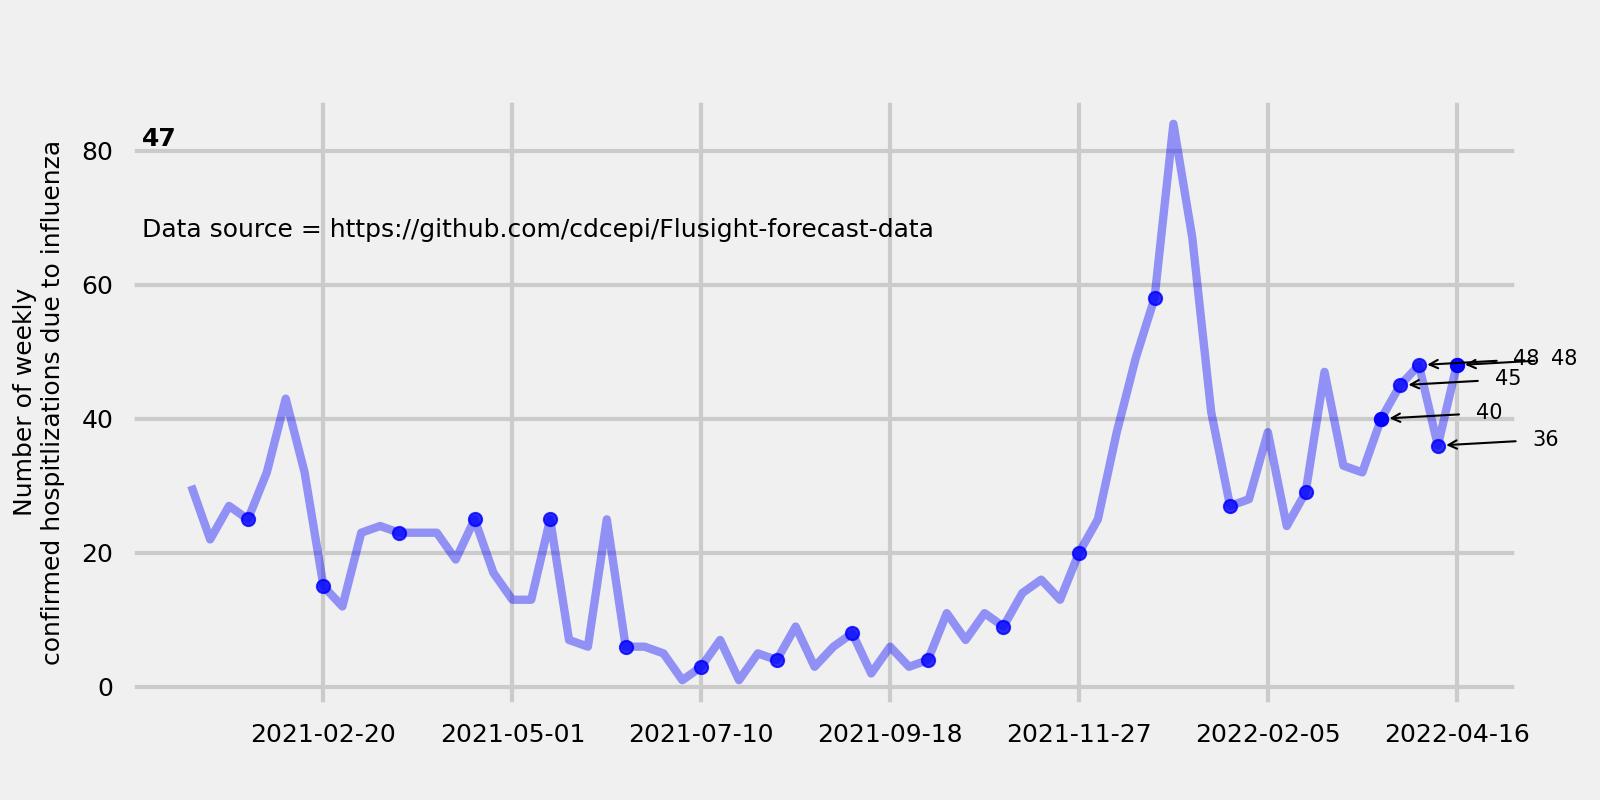 47
Data source = https://github.com/cdcepi/Flusight-forecast-data
Number of weekly
confirmed hospitlizations due to influenza
80
60
40
20
0
48 48
45
40
36
2021-02-20 2021-05-01 2021-07-10 2021-09-18 2021-11-27 2022-02-05 2022-04-16